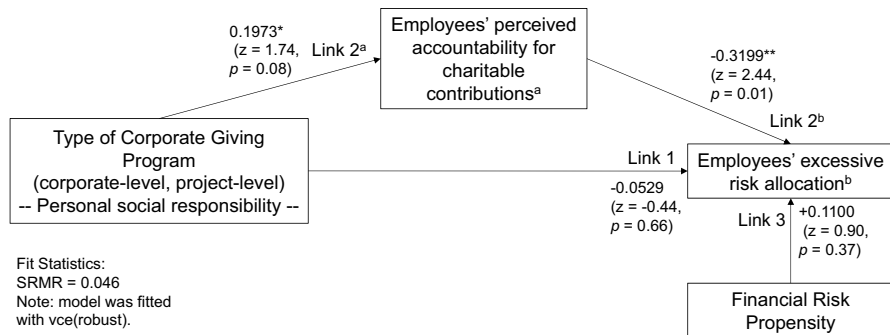 0.1973*
(z = 1.74,
p = 0.08)
Link 2ᵃ
Employees’ perceived
accountability for
charitable
contributionsᵃ
-0.3199**
(z = 2.44,
p = 0.01)
Link 2ᵇ
Type of Corporate Giving
Program
(corporate-level, project-level)
-- Personal social responsibility --
Link 1
-0.0529
(z = -0.44,
p = 0.66)
Employees’ excessive
risk allocationᵇ
Link 3
+0.1100
(z = 0.90,
p = 0.37)
Fit Statistics:
SRMR = 0.046
Note: model was fitted
with vce(robust).
Financial Risk
Propensity